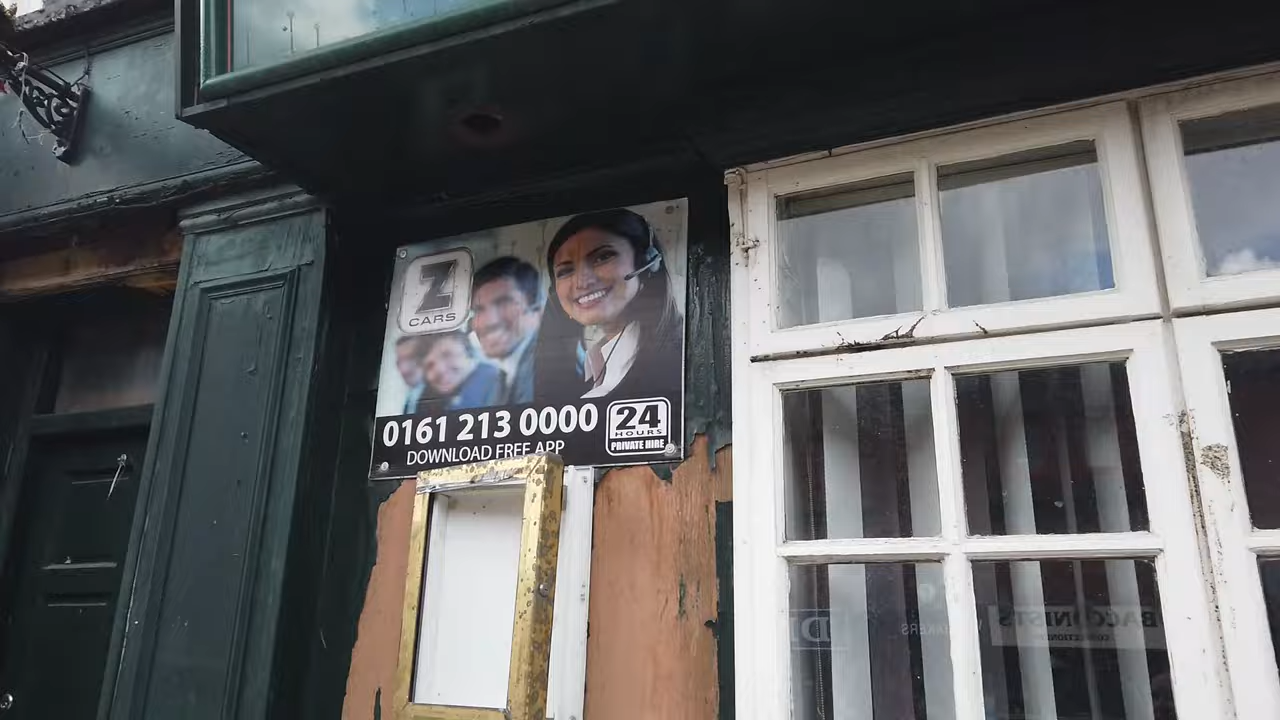 Z
CARS
0161 213 0000
DOWNLOAD FREE APP
24
HOURS
PRIVATE HIRE